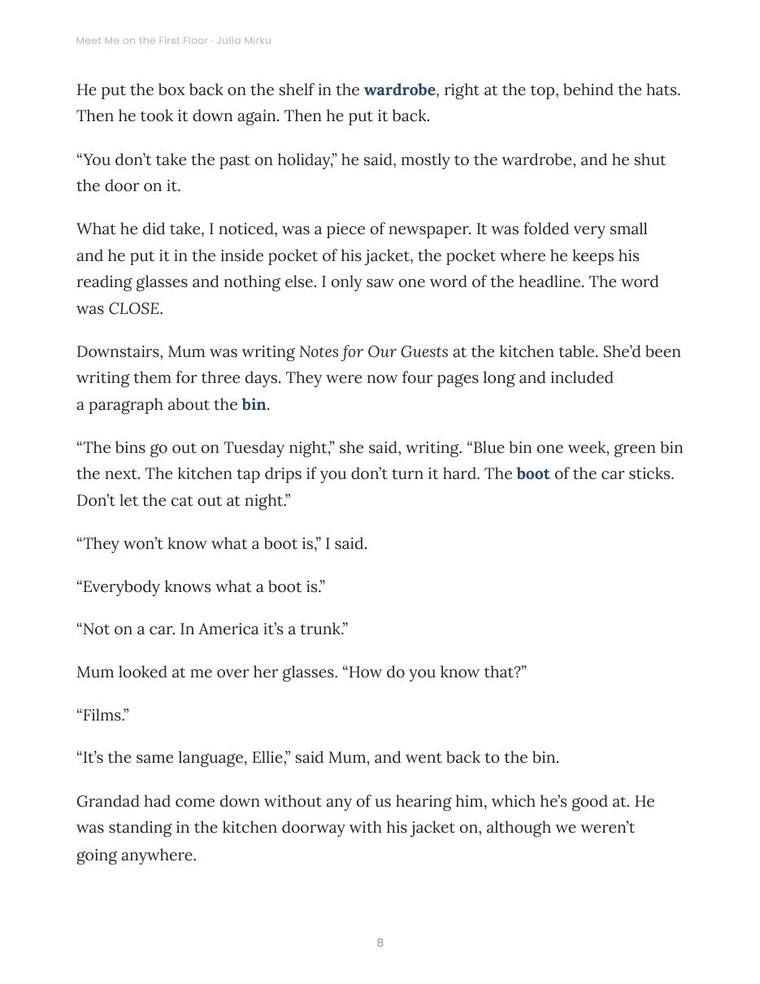 Meet Me on the First Floor · Julia Mirku
He put the box back on the shelf in the wardrobe, right at the top, behind the hats.
Then he took it down again. Then he put it back.
“You don’t take the past on holiday,” he said, mostly to the wardrobe, and he shut
the door on it.
What he did take, I noticed, was a piece of newspaper. It was folded very small
and he put it in the inside pocket of his jacket, the pocket where he keeps his
reading glasses and nothing else. I only saw one word of the headline. The word
was CLOSE.
Downstairs, Mum was writing Notes for Our Guests at the kitchen table. She’d been
writing them for three days. They were now four pages long and included
a paragraph about the bin.
“The bins go out on Tuesday night,” she said, writing. “Blue bin one week, green bin
the next. The kitchen tap drips if you don’t turn it hard. The boot of the car sticks.
Don’t let the cat out at night.”
“They won’t know what a boot is,” I said.
“Everybody knows what a boot is.”
“Not on a car. In America it’s a trunk.”
Mum looked at me over her glasses. “How do you know that?”
“Films.”
“It’s the same language, Ellie,” said Mum, and went back to the bin.
Grandad had come down without any of us hearing him, which he’s good at. He
was standing in the kitchen doorway with his jacket on, although we weren’t
going anywhere.
8